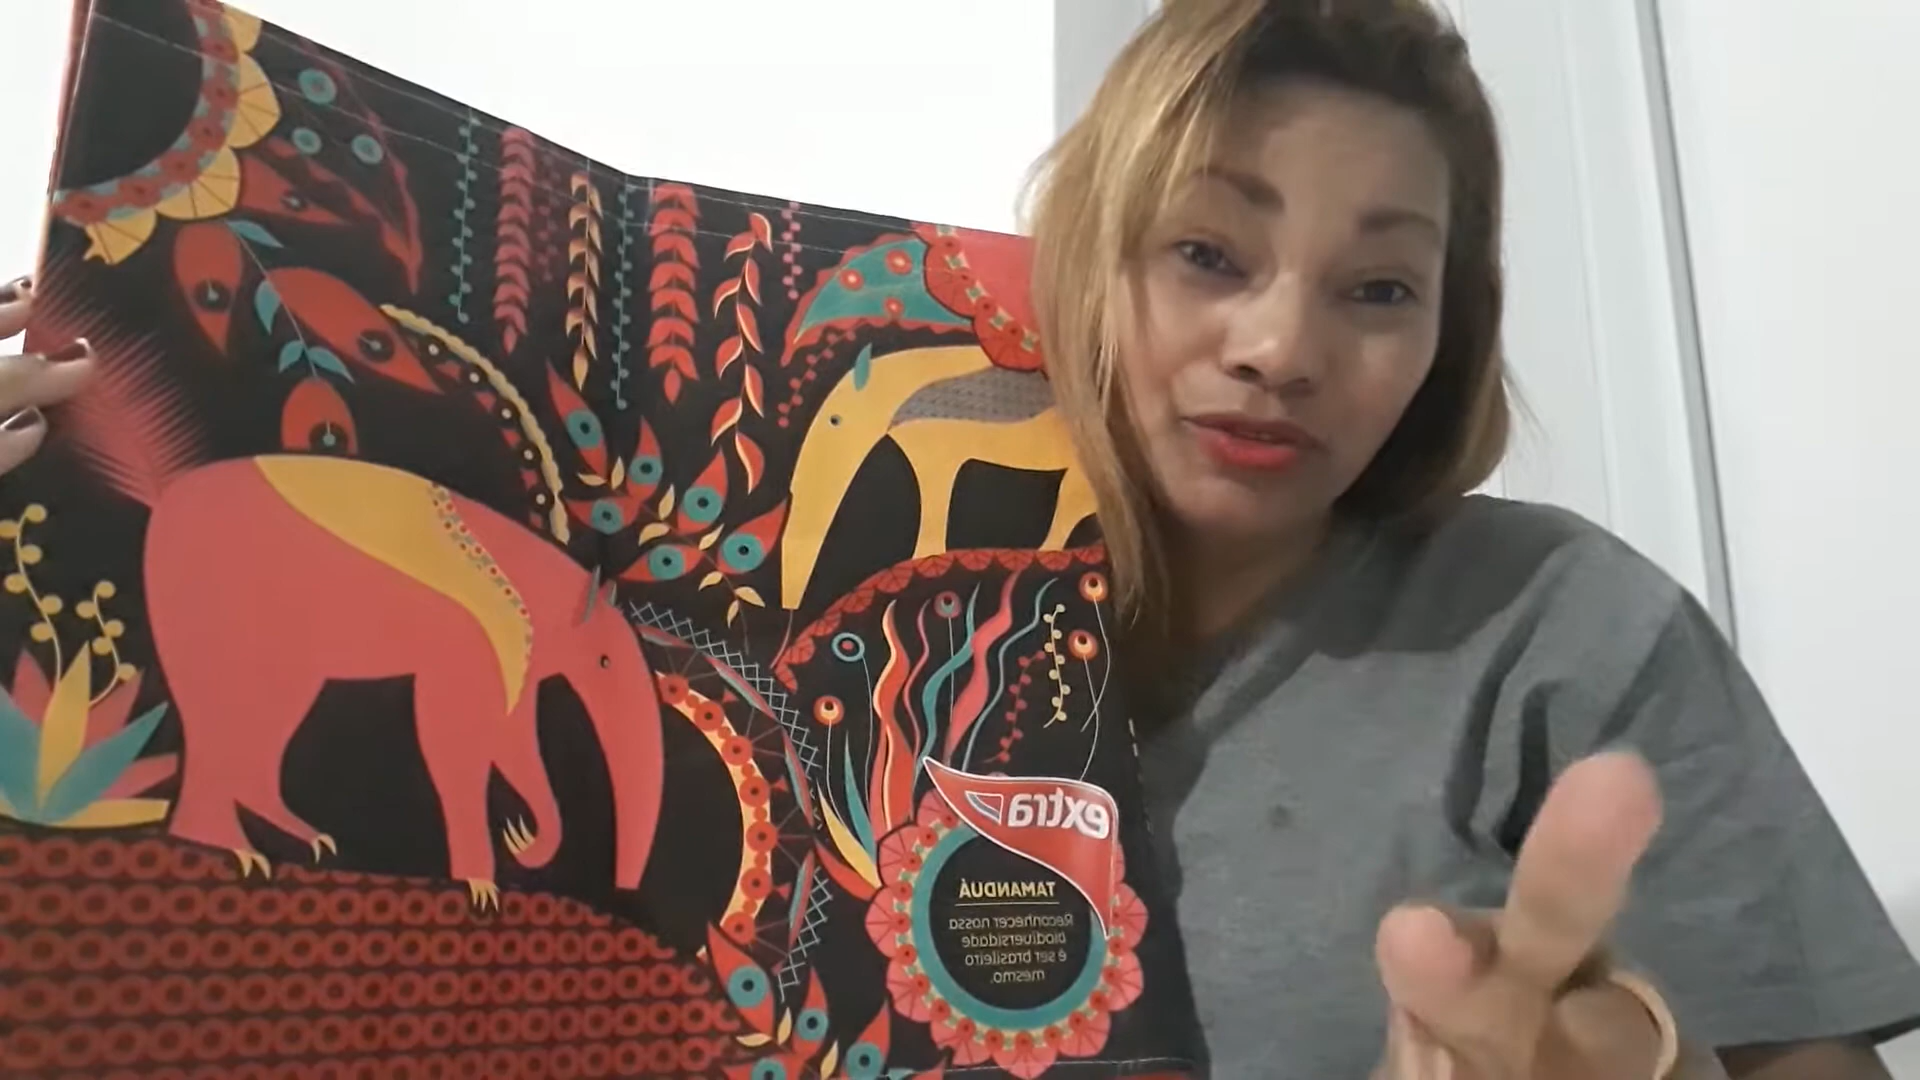 extra
TAMANDUÁ
Reconhecer nossa
biodiversidade
é ser brasileiro
mesmo.